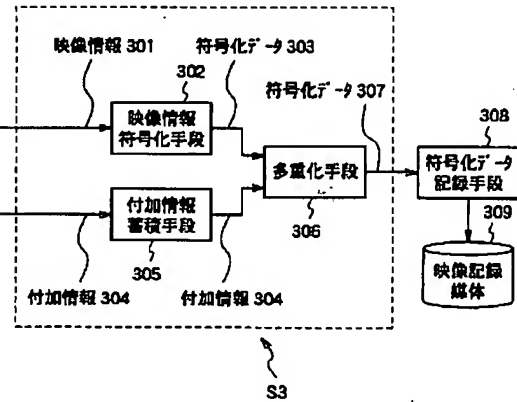 映像情報 301
302
符号化データ 303
映像情報
符号化手段
符号化データ 307
308
多重化手段
306
符号化データ
記録手段
付加情報
蓄積手段
305
309
映像記録
媒体
付加情報 304
付加情報 304
S3